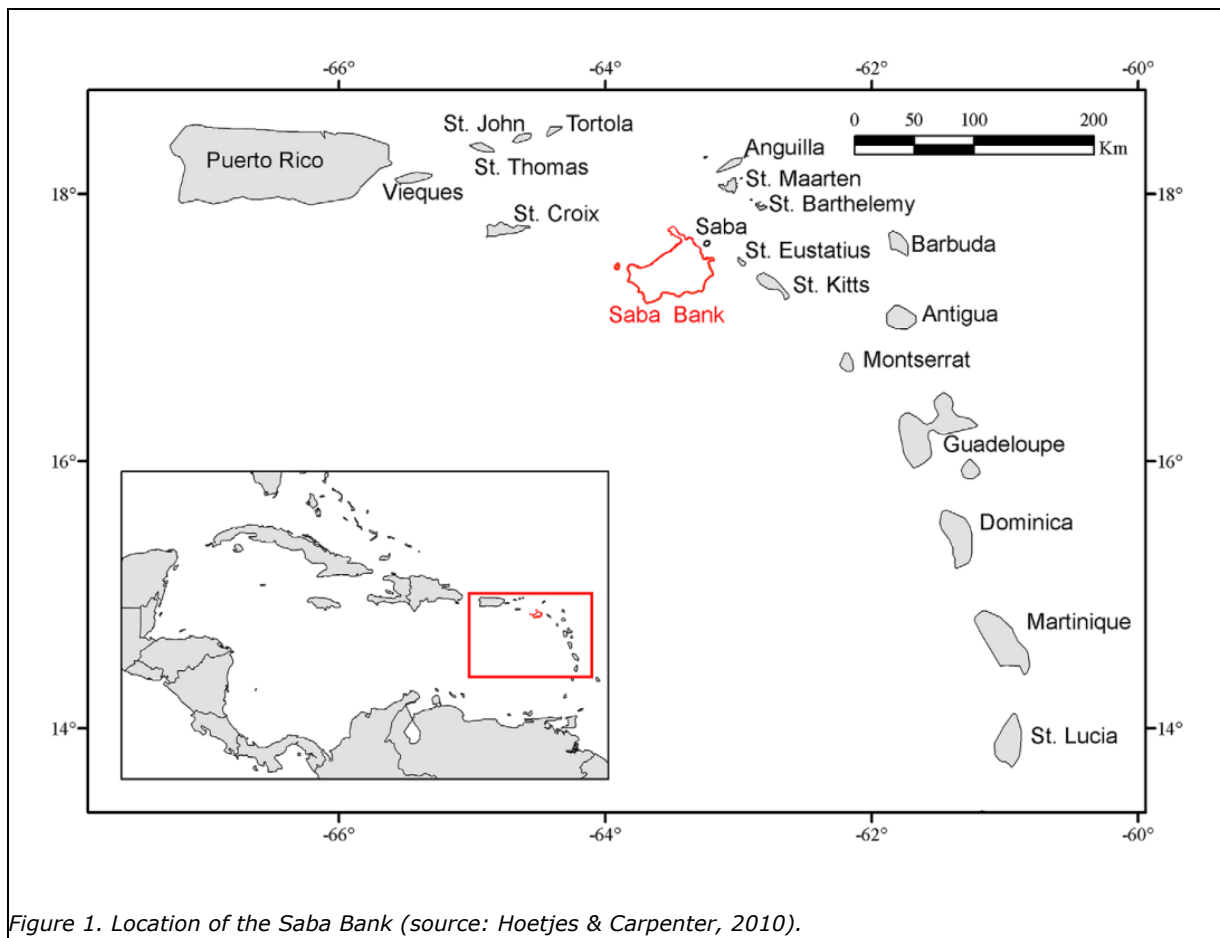 -66°
-64°
-62°
-60°
St. John
Tortola
0
50
100
200
Km
Puerto Rico
St. Thomas
Anguilla
Vieques
St. Maarten
18°
18°
St. Croix
St. Barthelemy
Saba
St. Eustatius
Barbuda
St. Kitts
Saba Bank
Antigua
Montserrat
Guadeloupe
16°
16°
Dominica
Martinique
14°
14°
St. Lucia
-66°
-64°
-62°
-60°
Figure 1. Location of the Saba Bank (source: Hoetjes & Carpenter, 2010).